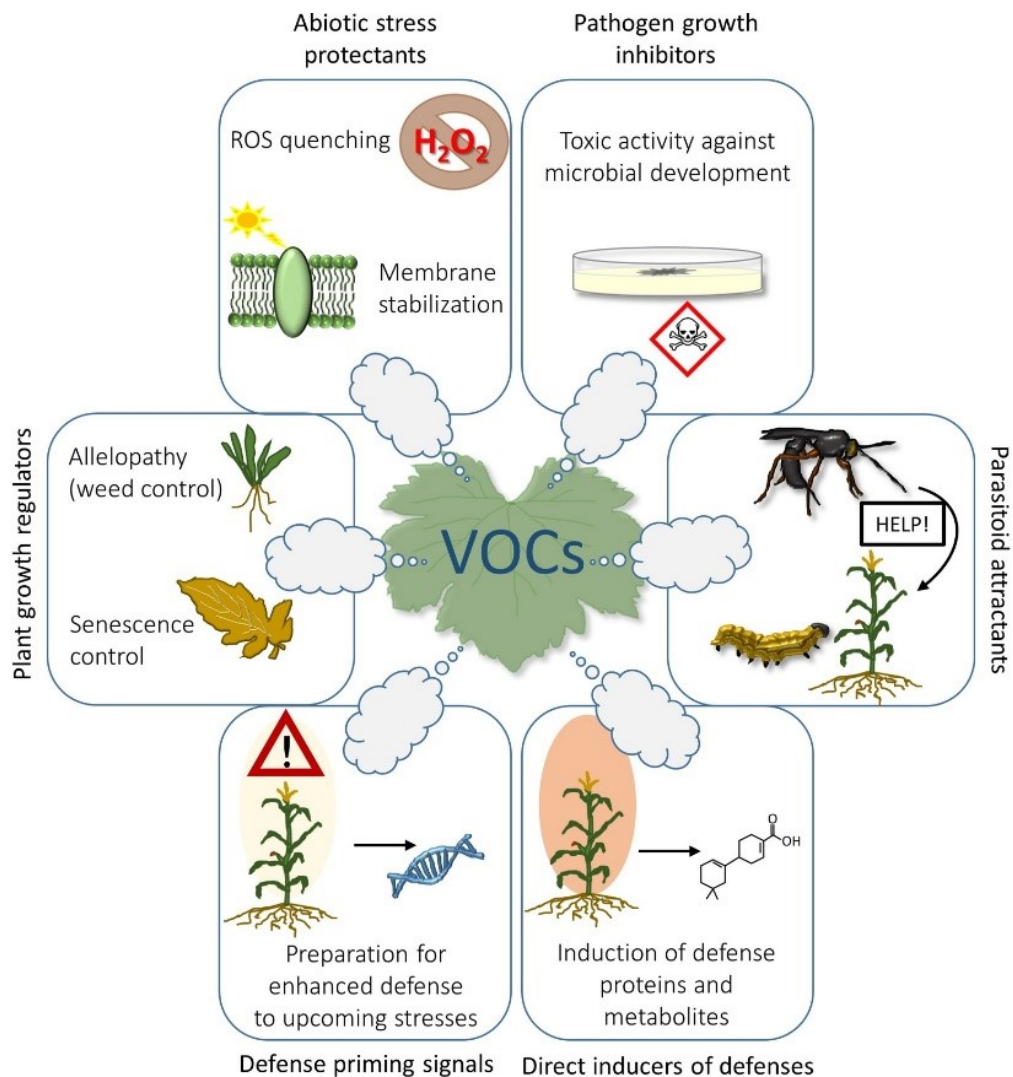 Abiotic stress
protectants
Pathogen growth
inhibitors
ROS quenching
H₂O₂
Membrane
stabilization
Toxic activity against
microbial development
Plant growth regulators
Allelopathy
(weed control)
Senescence
control
VOCs
HELP!
Parasitoid attractants
!
Preparation for
enhanced defense
to upcoming stresses
O
OH
Induction of defense
proteins and
metabolites
Defense priming signals
Direct inducers of defenses